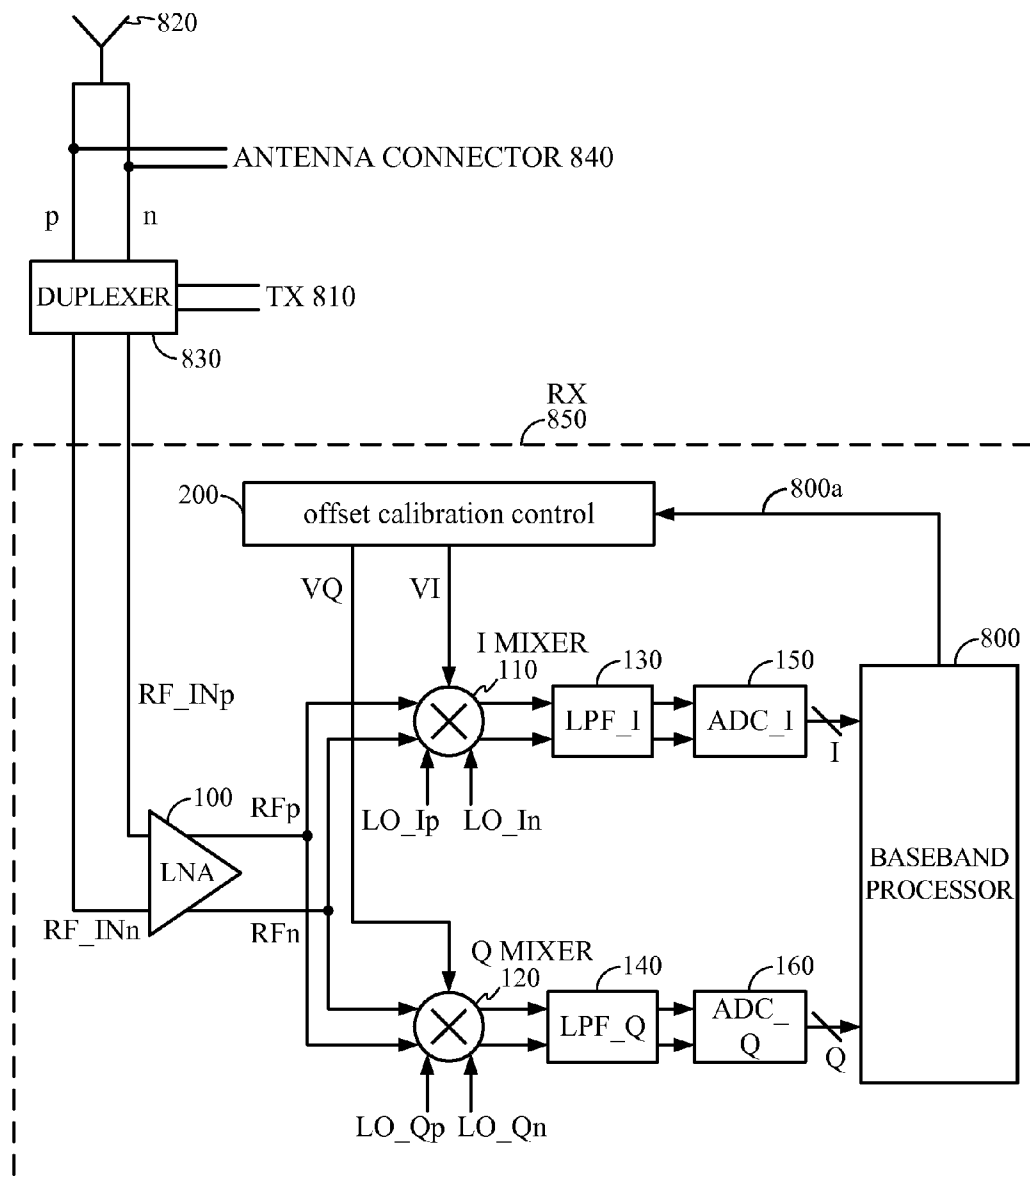 820
ANTENNA CONNECTOR 840
p
n
DUPLEXER
TX 810
830
RX
850
200
offset calibration control
800a
VQ
VI
I MIXER
110
130
150
800
RF_INp
LPF_I
ADC_I
I
LO_Ip
LO_In
100
RFp
LNA
BASEBAND
PROCESSOR
RF_INn
RFn
Q MIXER
120
140
160
LPF_Q
ADC_
Q
Q
LO_Qp
LO_Qn